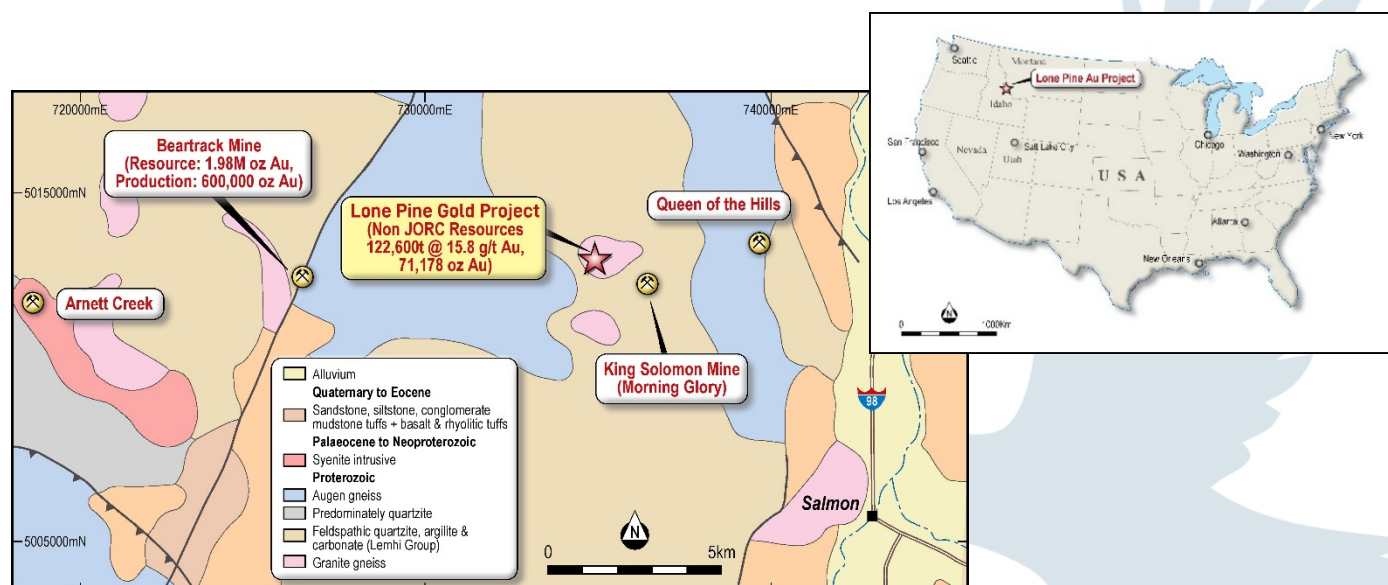 720000mE
730000mE
740000mE
5015000mN
5005000mN
Beartrack Mine
(Resource: 1.98M oz Au,
Production: 600,000 oz Au)
Lone Pine Gold Project
(Non JORC Resources
122,600t @ 15.8 g/t Au,
71,178 oz Au)
Queen of the Hills
Arnett Creek
King Solomon Mine
(Morning Glory)
98
Salmon
Alluvium
Quaternary to Eocene
Sandstone, siltstone, conglomerate
mudstone tuffs + basalt & rhyolitic tuffs
Palaeocene to Neoproterozoic
Syenite intrusive
Proterozoic
Augen gneiss
Predominately quartzite
Feldspathic quartzite, argilite &
carbonate (Lemhi Group)
Granite gneiss
N
0
5km
Seattle
Montana
Lone Pine Au Project
Idaho
San Francisco
Nevada
Utah
Salt Lake City
Chicago
New York
Washington
USA
Los Angeles
Atlanta
New Orleans
N
0
1000Km